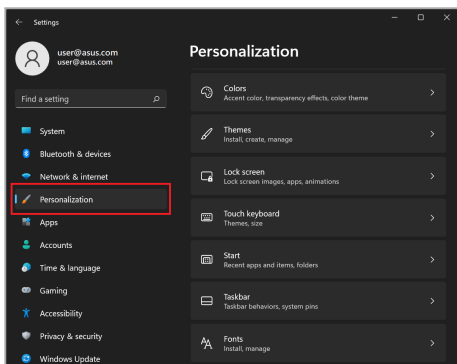 Settings
user@asus.com
user@asus.com
Find a setting
System
Bluetooth & devices
Network & internet
Personalization
Apps
Accounts
Time & language
Gaming
Accessibility
Privacy & security
Windows Update
Personalization
Colors
Accent color, transparency effects, color theme
Themes
Install, create, manage
Lock screen
Lock screen images, apps, animations
Touch keyboard
Themes, size
Start
Recent apps and items, folders
Taskbar
Taskbar behaviors, system pins
Fonts
Install, manage